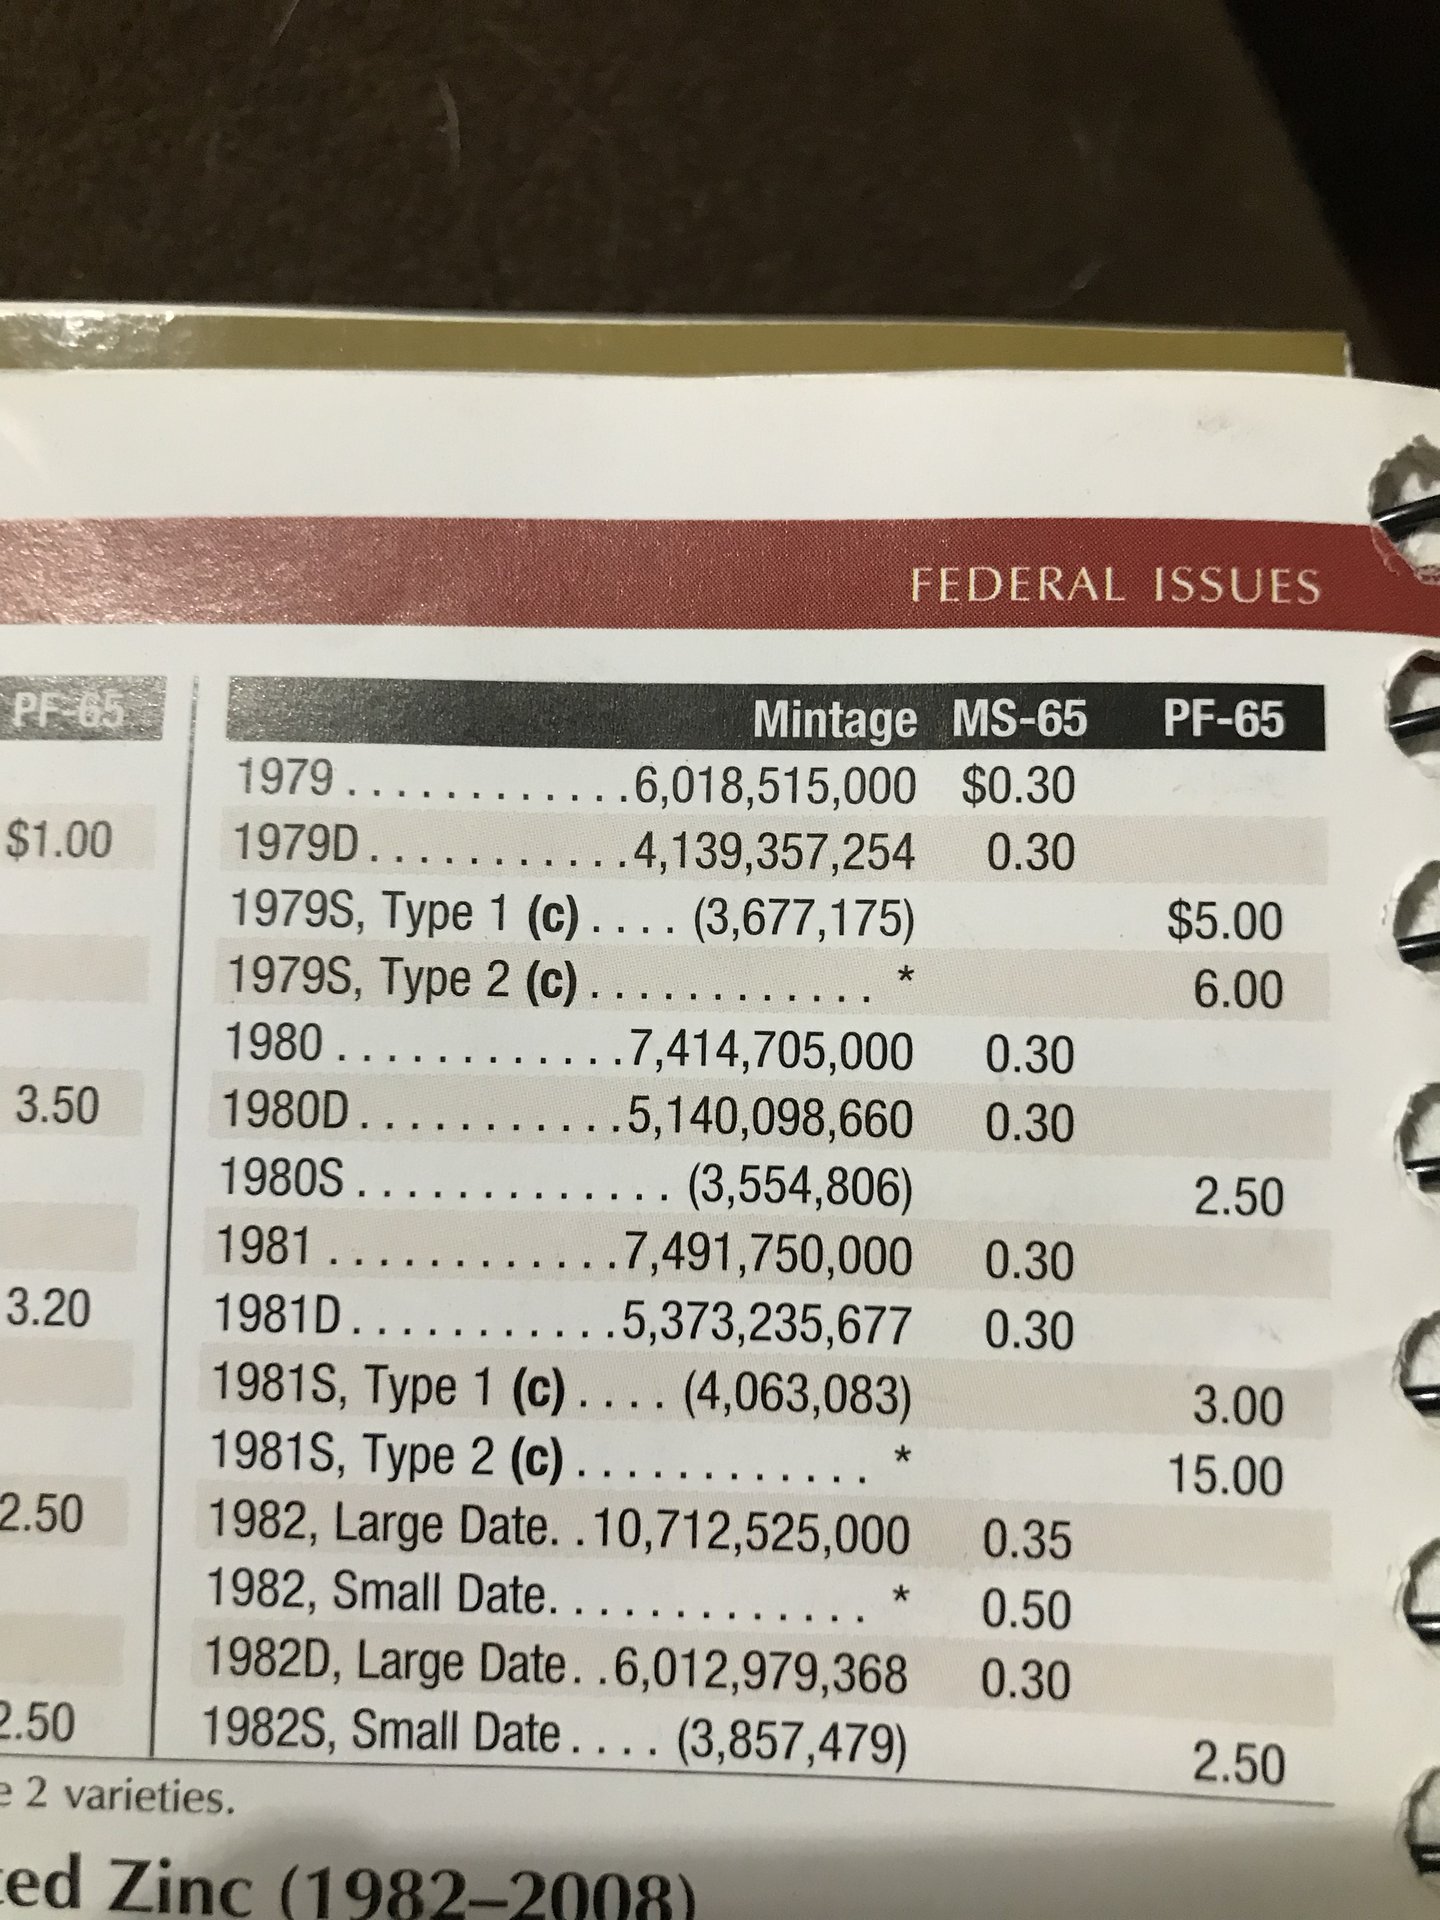 FEDERAL ISSUES
PF-65
$1.00
3.50
3.20
2.50
2.50
Mintage MS-65 PF-65
1979 ............6,018,515,000 $0.30
1979D...........4,139,357,254 0.30
1979S, Type 1 (c).... (3,677,175) $5.00
1979S, Type 2 (c)............ * 6.00
1980 ............7,414,705,000 0.30
1980D...........5,140,098,660 0.30
1980S............. (3,554,806) 2.50
1981 ............7,491,750,000 0.30
1981D...........5,373,235,677 0.30
1981S, Type 1 (c).... (4,063,083) 3.00
1981S, Type 2 (c)............ * 15.00
1982, Large Date. .10,712,525,000 0.35
1982, Small Date............. * 0.50
1982D, Large Date. .6,012,979,368 0.30
1982S, Small Date.... (3,857,479) 2.50
2 varieties.
Zinc (1982–2008)